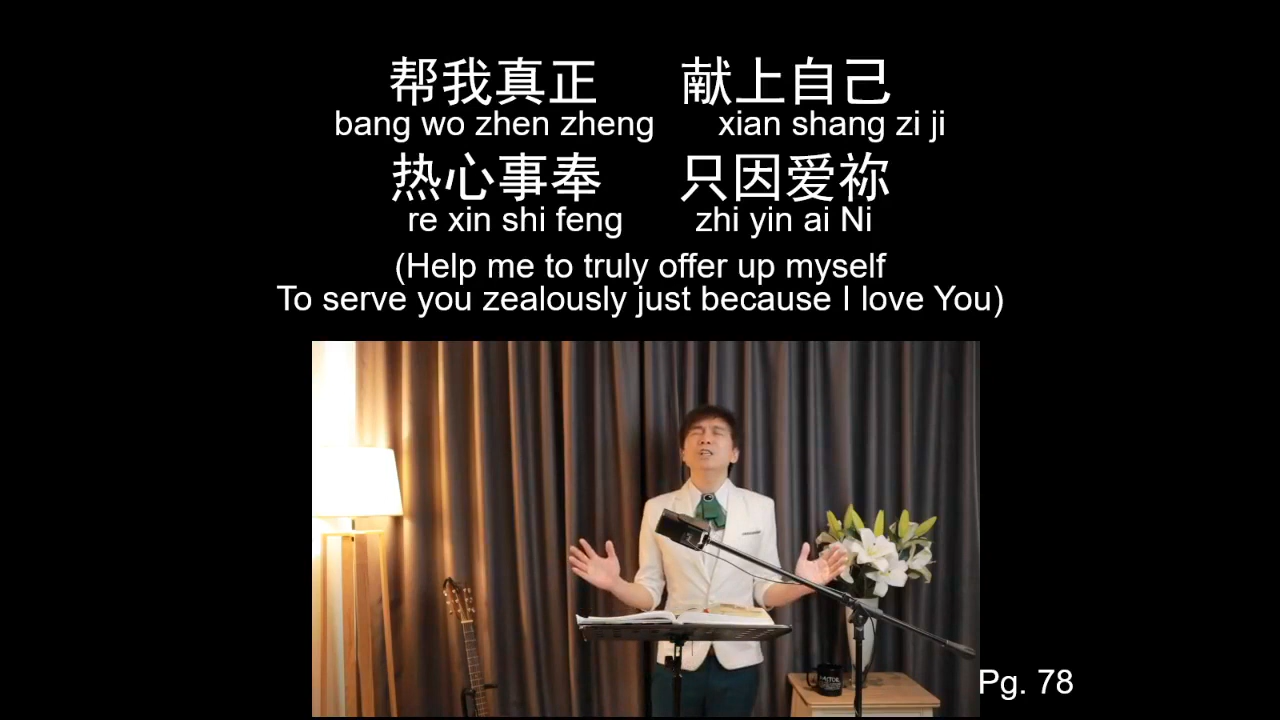 帮我真正 献上自己
bang wo zhen zheng xian shang zi ji
热心事奉 只因爱祢
re xin shi feng zhi yin ai Ni
(Help me to truly offer up myself
To serve you zealously just because I love You)
Pg. 78